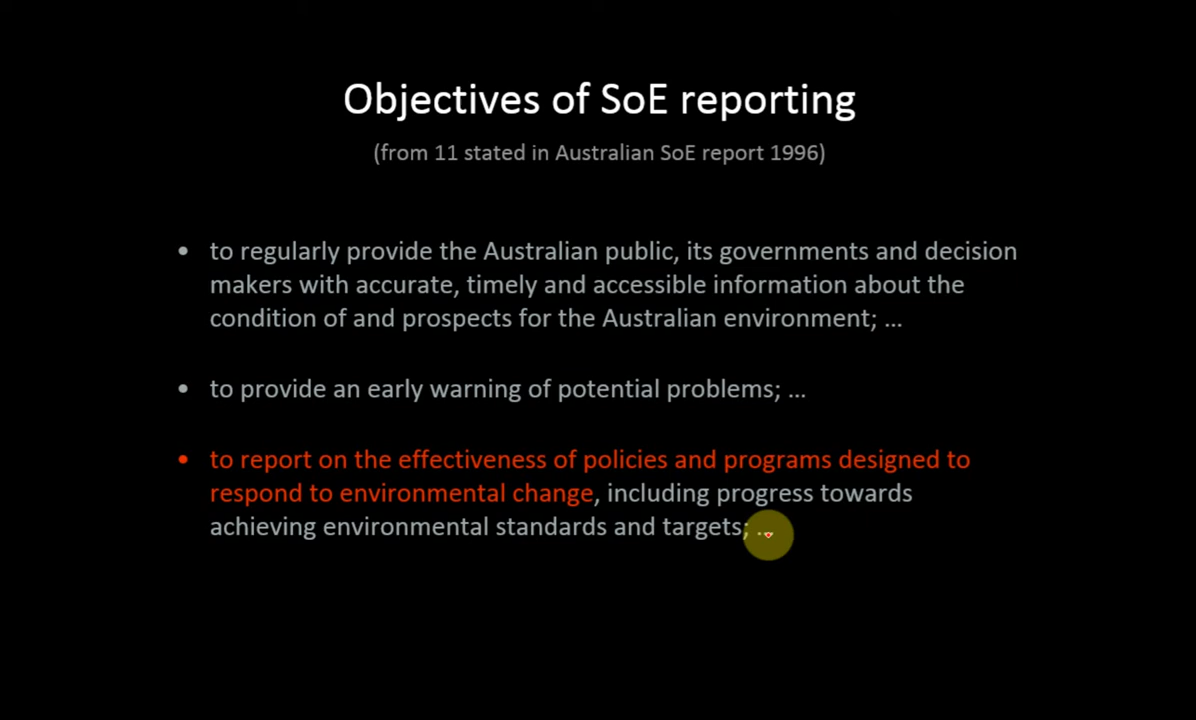 Objectives of SoE reporting
(from 11 stated in Australian SoE report 1996)
• to regularly provide the Australian public, its governments and decision
makers with accurate, timely and accessible information about the
condition of and prospects for the Australian environment; ...
• to provide an early warning of potential problems; ...
• to report on the effectiveness of policies and programs designed to
respond to environmental change, including progress towards
achieving environmental standards and targets; ...